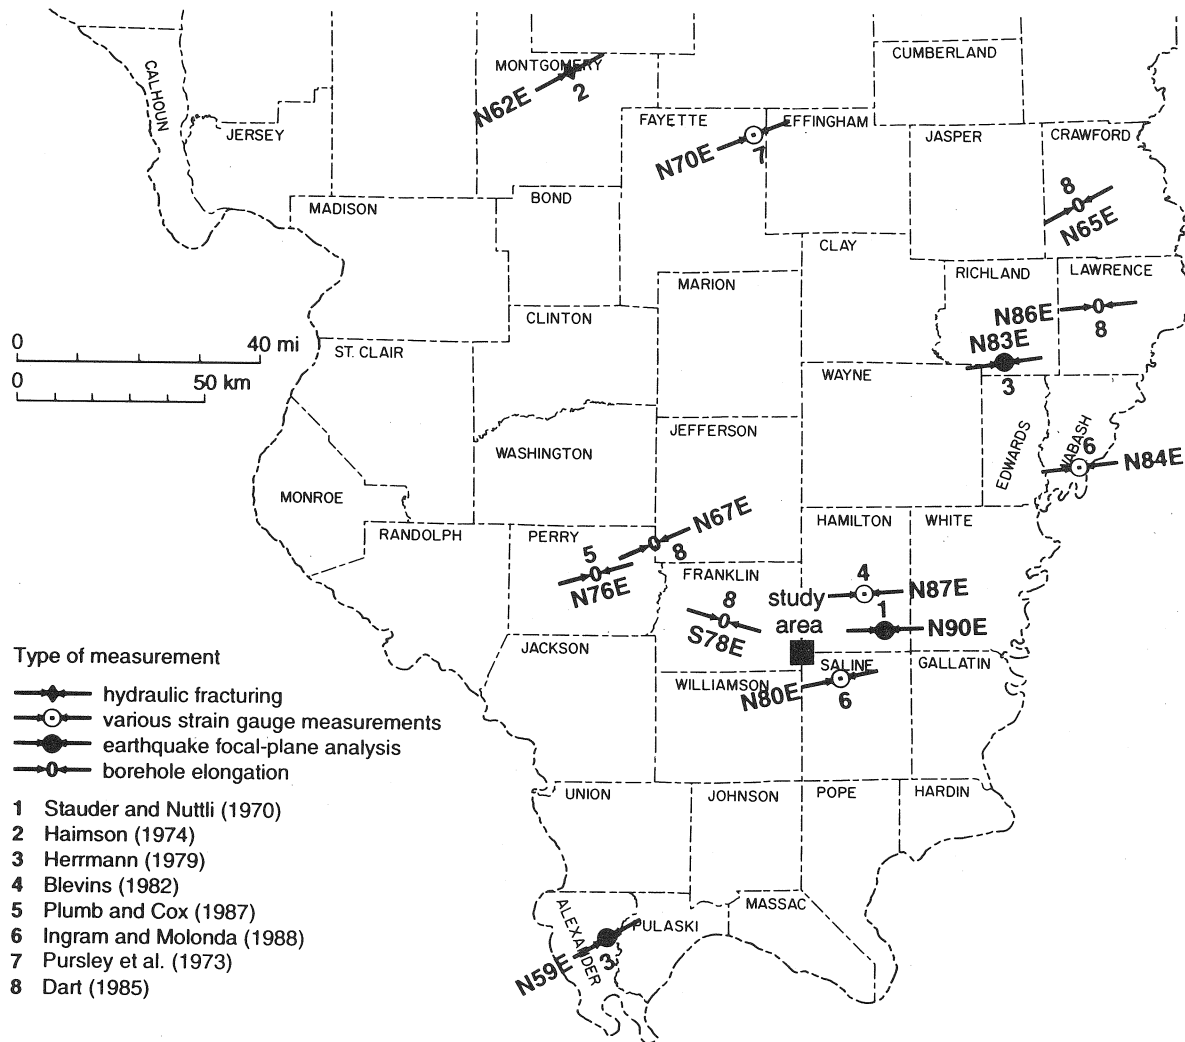 CUMBERLAND
CALHOUN
MONTGOMERY
N62E
2
JERSEY
FAYETTE
EFFINGHAM
N70E
7
JASPER
CRAWFORD
8
N65E
MADISON
BOND
CLAY
RICHLAND
LAWRENCE
MARION
N86E
8
CLINTON
N83E
3
0 40 mi
0 50 km
ST. CLAIR
WAYNE
JEFFERSON
EDWARDS
WABASH
6
N84E
WASHINGTON
MONROE
N67E
8
HAMILTON
WHITE
RANDOLPH
PERRY
5
N76E
FRANKLIN
8
S78E
study
area
4
N87E
1
N90E
JACKSON
WILLIAMSON
SALINE
GALLATIN
N80E
6
UNION
JOHNSON
POPE
HARDIN
MASSAC
ALEXANDER
PULASKI
N59E
3
Type of measurement
hydraulic fracturing
various strain gauge measurements
earthquake focal-plane analysis
borehole elongation
1 Stauder and Nuttli (1970)
2 Haimson (1974)
3 Herrmann (1979)
4 Blevins (1982)
5 Plumb and Cox (1987)
6 Ingram and Molonda (1988)
7 Pursley et al. (1973)
8 Dart (1985)